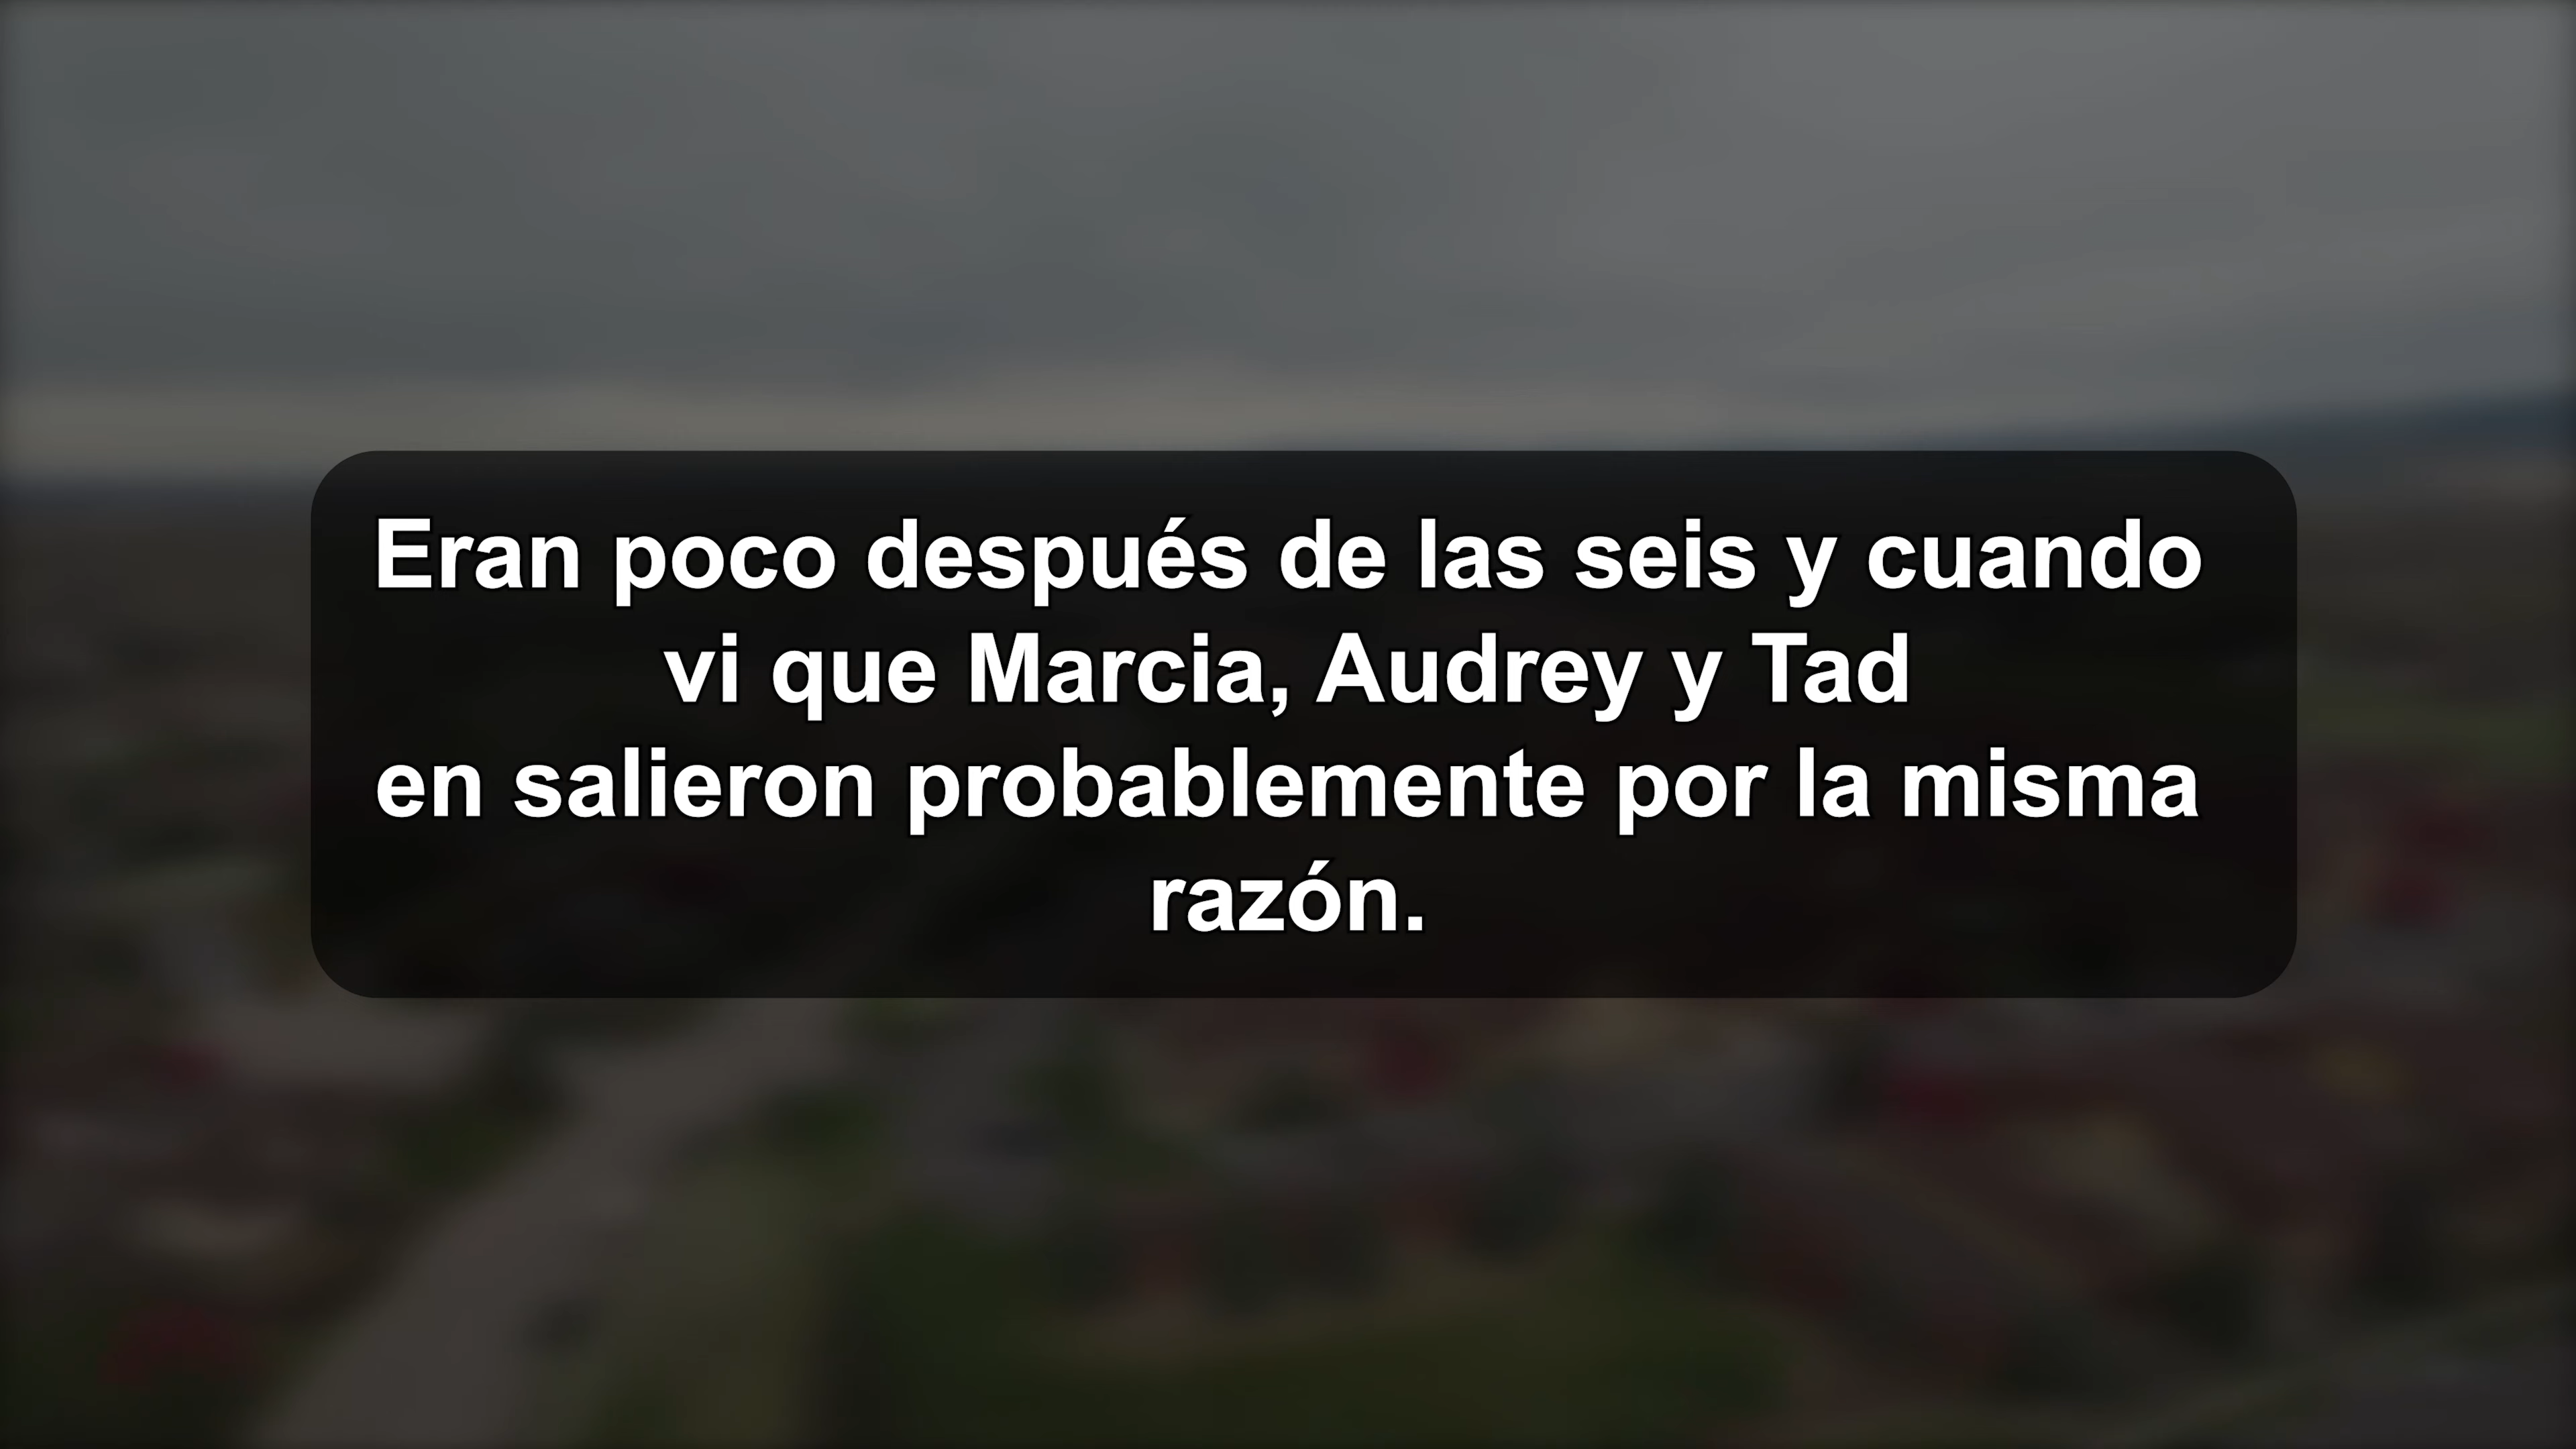 Eran poco después de las seis y cuando
vi que Marcia, Audrey y Tad
en salieron probablemente por la misma
razón.